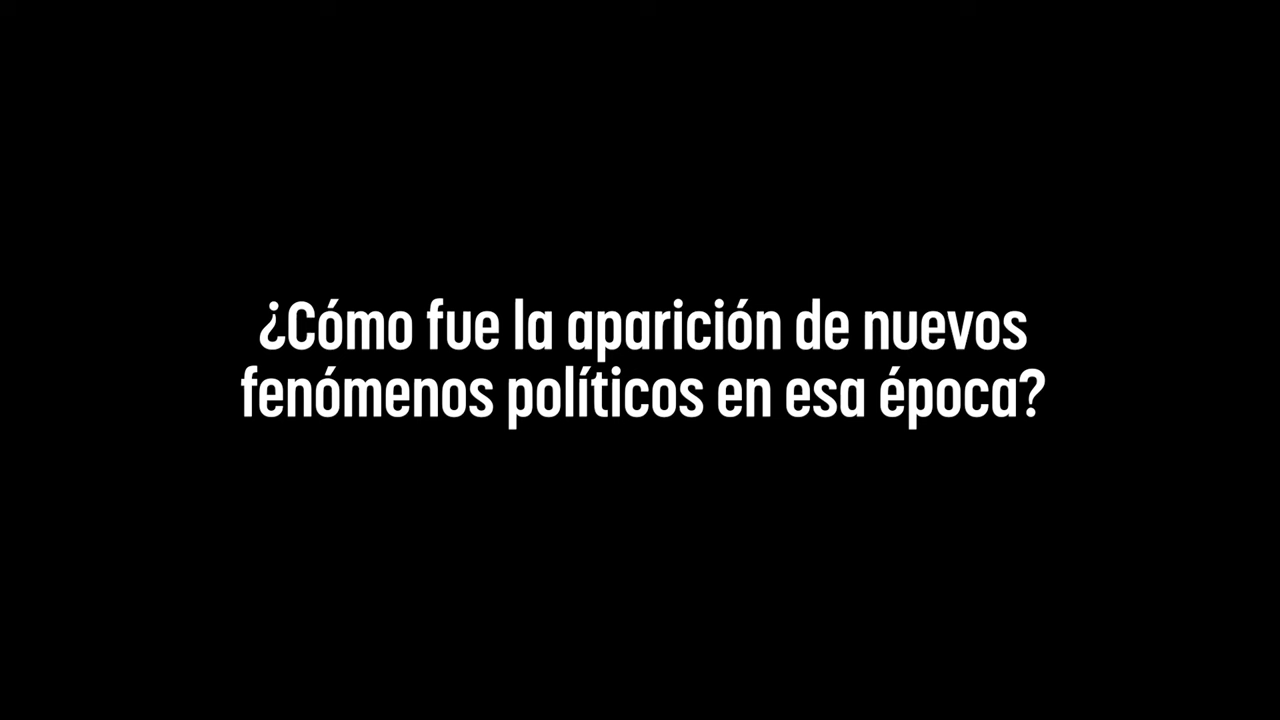 ¿Cómo fue la aparición de nuevos
fenómenos políticos en esa época?